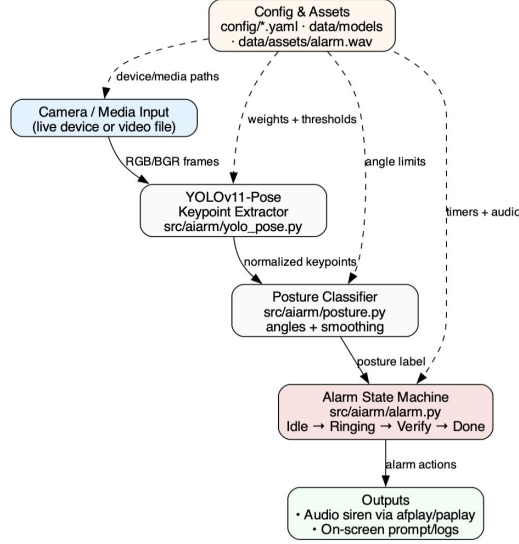 Config & Assets
config/*.yaml · data/models
· data/assets/alarm.wav
device/media paths
Camera / Media Input
(live device or video file)
weights + thresholds
angle limits
RGB/BGR frames
YOLOv11-Pose
Keypoint Extractor
src/aiarm/yolo_pose.py
timers + audio
normalized keypoints
Posture Classifier
src/aiarm/posture.py
angles + smoothing
posture label
Alarm State Machine
src/aiarm/alarm.py
Idle → Ringing → Verify → Done
alarm actions
Outputs
• Audio siren via afplay/paplay
• On-screen prompt/logs